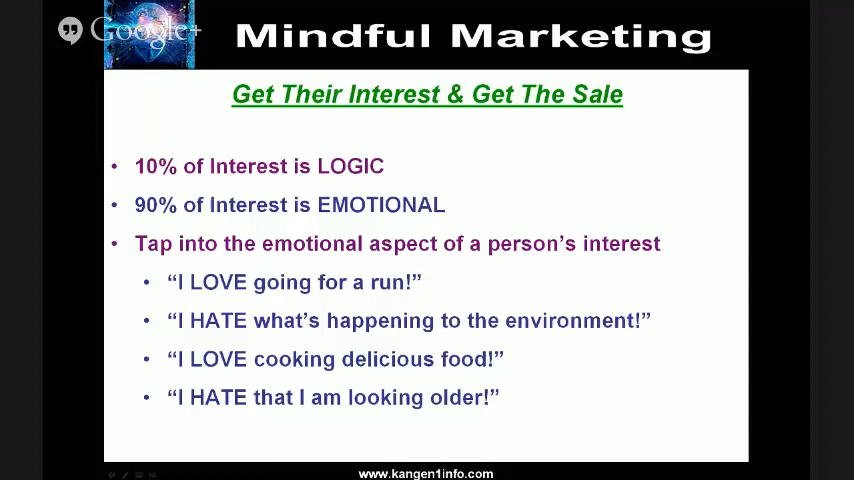 Google+
Mindful Marketing
Get Their Interest & Get The Sale
• 10% of Interest is LOGIC
• 90% of Interest is EMOTIONAL
• Tap into the emotional aspect of a person’s interest
• “I LOVE going for a run!”
• “I HATE what’s happening to the environment!”
• “I LOVE cooking delicious food!”
• “I HATE that I am looking older!”
www.kangen1info.com